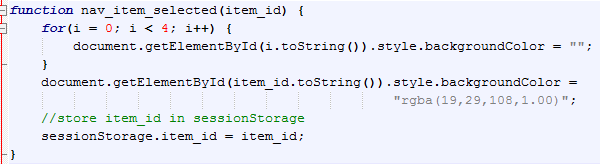 function nav_item_selected(item_id) {
    for(i = 0; i < 4; i++) {
        document.getElementById(i.toString()).style.backgroundColor = "";
    }
    document.getElementById(item_id.toString()).style.backgroundColor =
                                        "rgba(19,29,108,1.00)";
    //store item_id in sessionStorage
    sessionStorage.item_id = item_id;
}